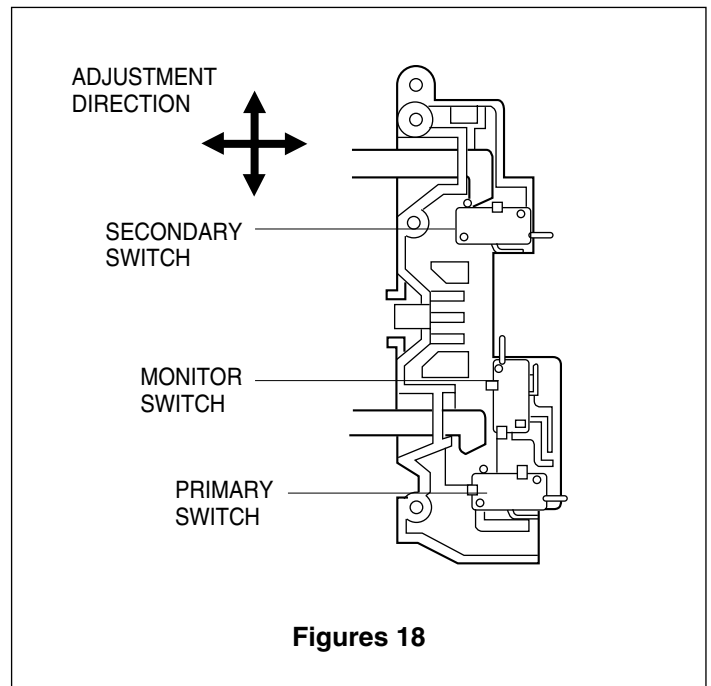 ADJUSTMENT
DIRECTION
SECONDARY
SWITCH
MONITOR
SWITCH
PRIMARY
SWITCH
Figures 18